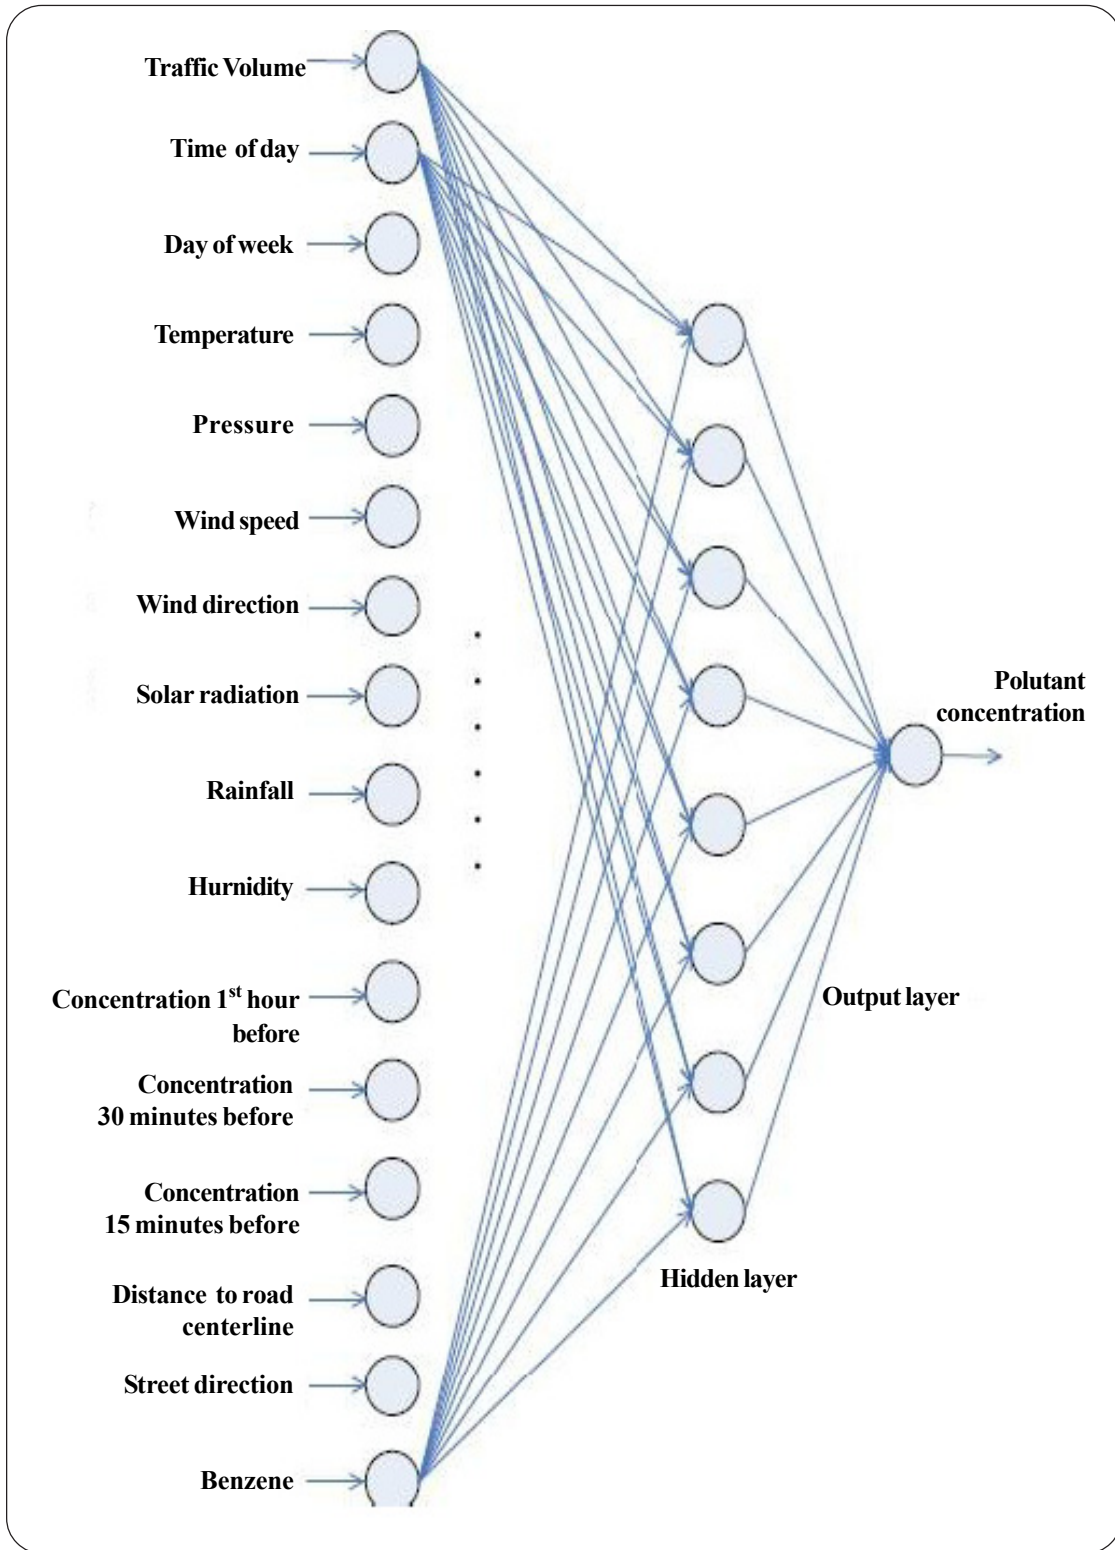 Traffic Volume
Time of day
Day of week
Temperature
Pressure
Wind speed
Wind direction
Solar radiation
Rainfall
Hurnidity
Concentration 1st hour
before
Concentration
30 minutes before
Concentration
15 minutes before
Distance to road
centerline
Street direction
Benzene
Hidden layer
Output layer
Polutant
concentration